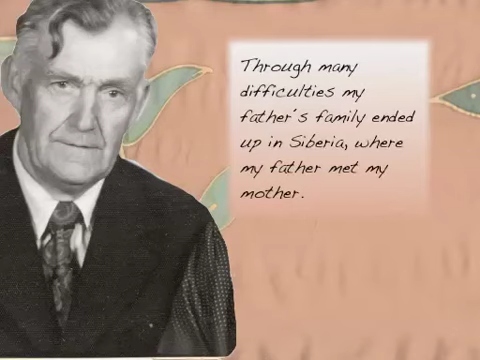 Through many
difficulties my
father's family ended
up in Siberia, where
my father met my
mother.